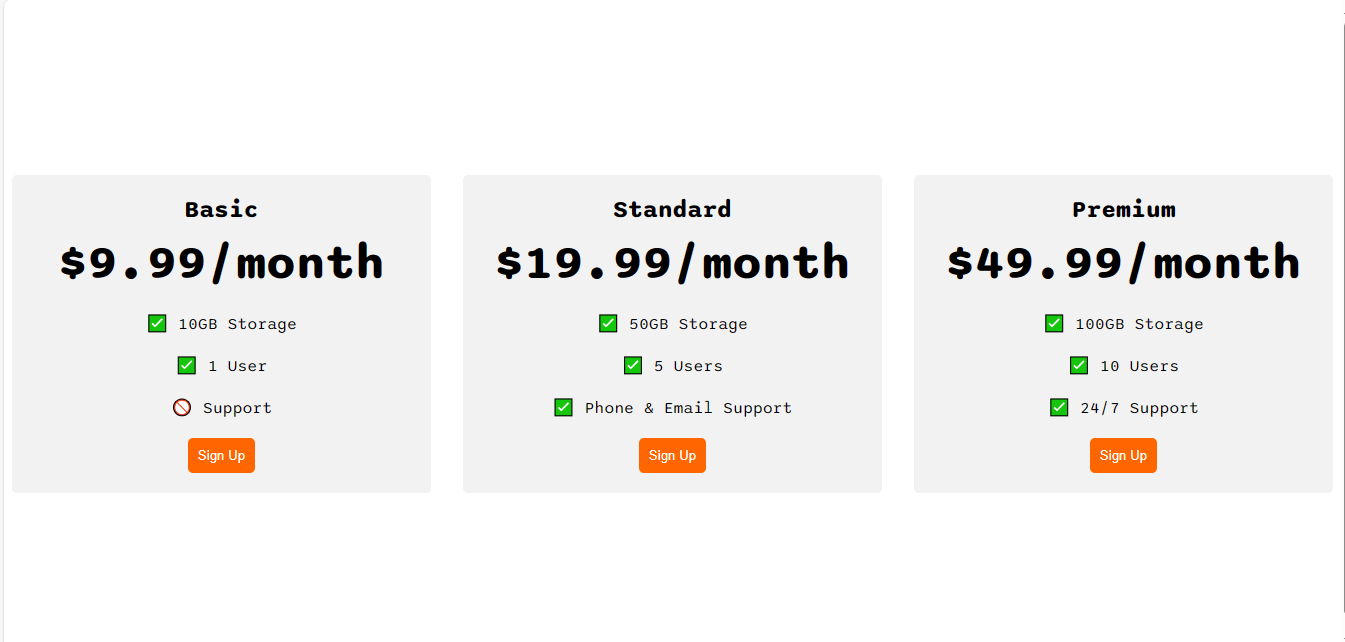 Basic
$9.99/month
✅ 10GB Storage
✅ 1 User
🚫 Support
Sign Up
Standard
$19.99/month
✅ 50GB Storage
✅ 5 Users
✅ Phone & Email Support
Sign Up
Premium
$49.99/month
✅ 100GB Storage
✅ 10 Users
✅ 24/7 Support
Sign Up